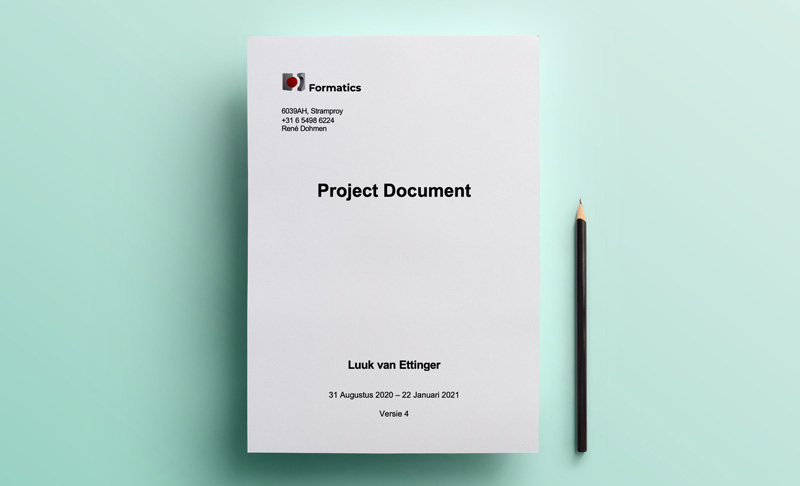 Formatics
6039AH, Stramproy
+31 6 5498 6224
René Dohmen
Project Document
Luuk van Ettinger
31 Augustus 2020 – 22 Januari 2021
Versie 4